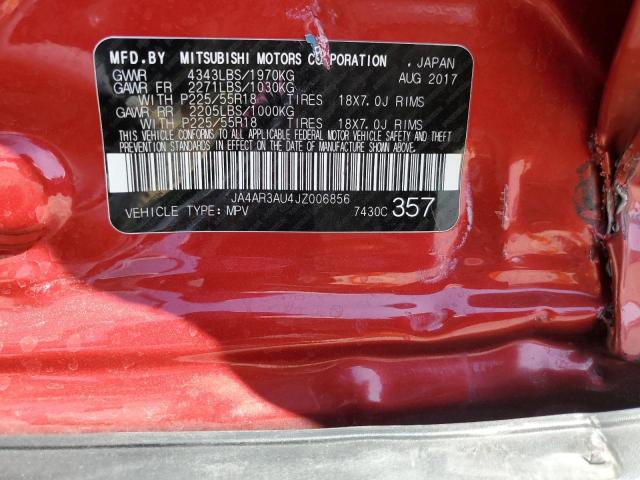 MFD.BY MITSUBISHI MOTORS CORPORATION . JAPAN
GVWR 4343LBS/1970KG AUG 2017
GAWR FR 2271LBS/1030KG
WITH P225/55R18 TIRES 18X7.0J RIMS
GAWR RR 2205LBS/1000KG
WITH P225/55R18 TIRES 18X7.0J RIMS
THIS VEHICLE CONFORMS TO ALL APPLICABLE FEDERAL MOTOR VEHICLE SAFETY AND THEFT
PREVENTION STANDARDS IN EFFECT ON THE DATE OF MANUFACTURE SHOWN ABOVE.
JA4AR3AU4JZ006856
VEHICLE TYPE:MPV 7430C 357